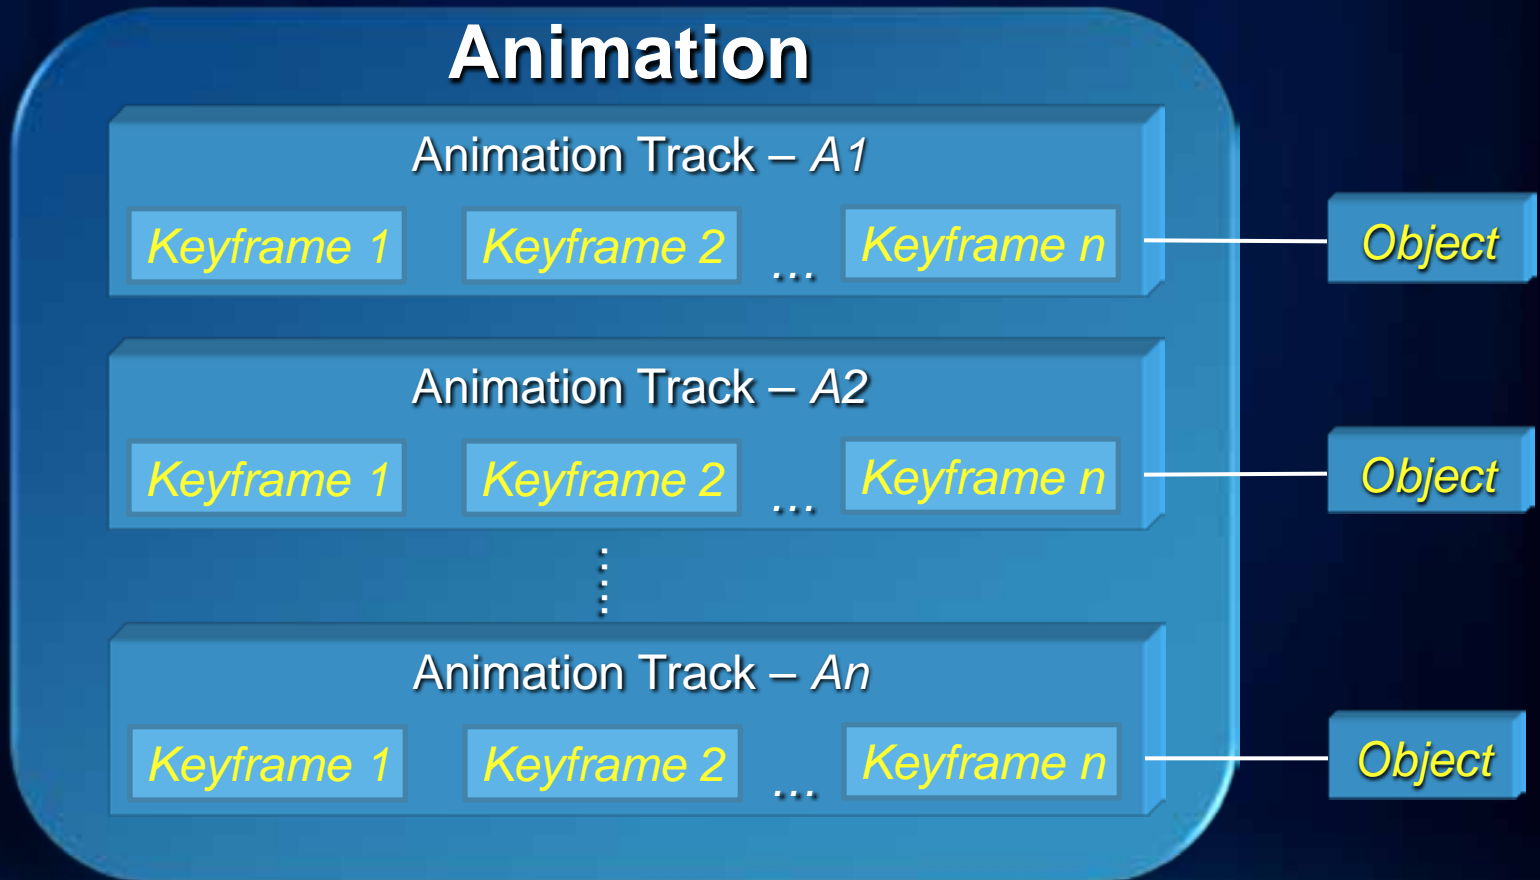 Animation
Animation Track – A1
Keyframe 1 Keyframe 2 ... Keyframe n Object
Animation Track – A2
Keyframe 1 Keyframe 2 ... Keyframe n Object
.....
Animation Track – An
Keyframe 1 Keyframe 2 ... Keyframe n Object